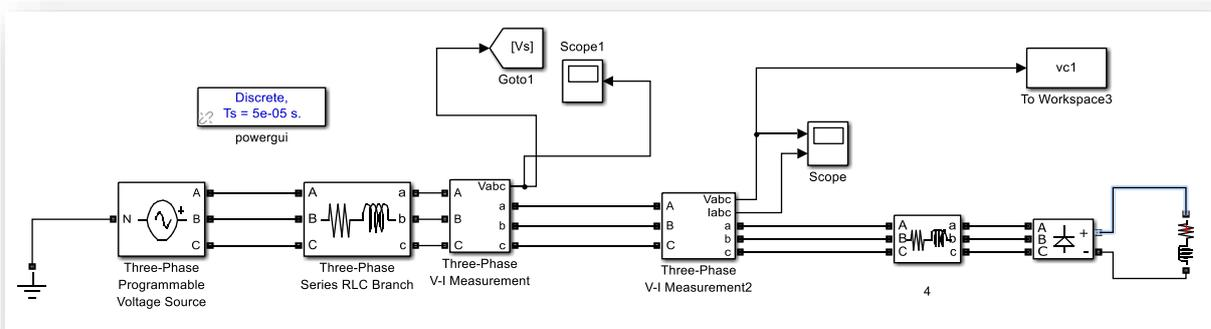 [Vs]
Goto1
Scope1
vc1
To Workspace3
Discrete,
Ts = 5e-05 s.
powergui
Scope
N
A
B
C
Three-Phase
Programmable
Voltage Source
A
B
C
a
b
c
Three-Phase
Series RLC Branch
A
B
C
Vabc
a
b
c
Three-Phase
V-I Measurement
A
B
C
Vabc
Iabc
a
b
c
Three-Phase
V-I Measurement2
A
B
C
a
b
c
4
A
B
C
+
-